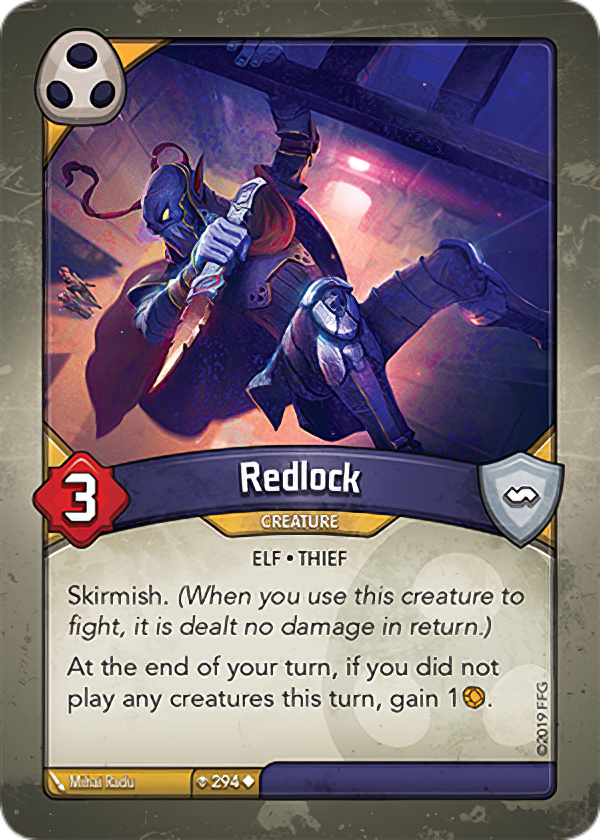 3
Redlock
CREATURE
ELF • THIEF
Skirmish. (When you use this creature to
fight, it is dealt no damage in return.)
At the end of your turn, if you did not
play any creatures this turn, gain 1.
©2019 FFG
Mihai Radu
294